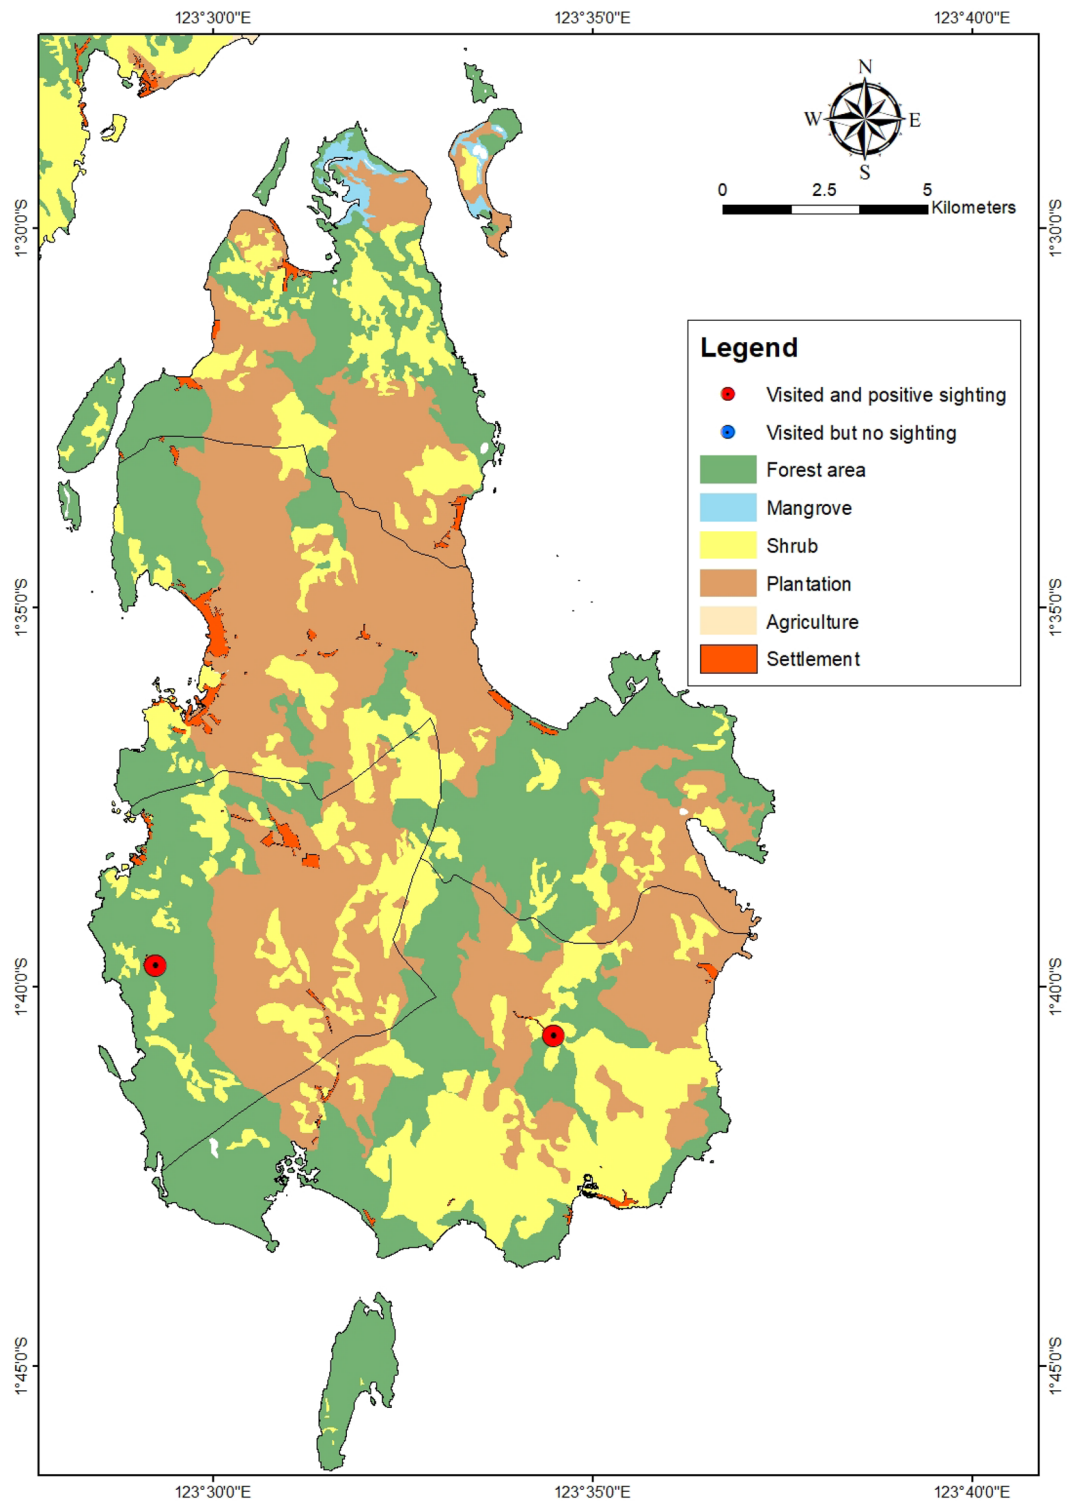 123°30'0"E 123°35'0"E 123°40'0"E
N
W E
S
0 2.5 5
Kilometers
1°30'0"S 1°30'0"S
Legend
Visited and positive sighting
Visited but no sighting
Forest area
Mangrove
Shrub
Plantation
Agriculture
Settlement
1°35'0"S 1°35'0"S
1°40'0"S 1°40'0"S
1°45'0"S 1°45'0"S
123°30'0"E 123°35'0"E 123°40'0"E